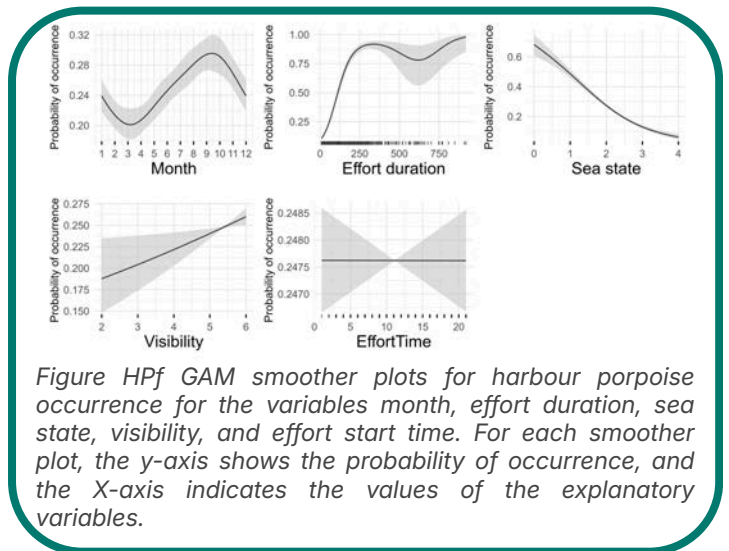 Probability of occurrence
0.32
0.28
0.24
0.20
1 2 3 4 5 6 7 8 9 10 11 12
Month
Probability of occurrence
1.00
0.75
0.50
0.25
0 250 500 750
Effort duration
Probability of occurrence
0.6
0.4
0.2
0 1 2 3 4
Sea state
Probability of occurrence
0.275
0.250
0.225
0.200
0.175
0.150
2 3 4 5 6
Visibility
Probability of occurrence
0.2485
0.2480
0.2475
0.2470
0 5 10 15 20
EffortTime
Figure HPf GAM smoother plots for harbour porpoise
occurrence for the variables month, effort duration, sea
state, visibility, and effort start time. For each smoother
plot, the y-axis shows the probability of occurrence, and
the X-axis indicates the values of the explanatory
variables.